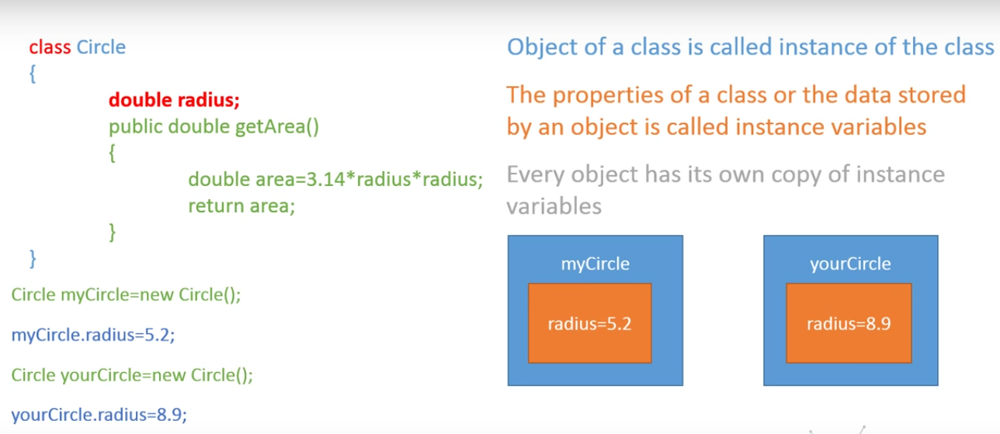 class Circle
{
double radius;
public double getArea()
{
double area=3.14*radius*radius;
return area;
}
}
Circle myCircle=new Circle();
myCircle.radius=5.2;
Circle yourCircle=new Circle();
yourCircle.radius=8.9;
Object of a class is called instance of the class
The properties of a class or the data stored
by an object is called instance variables
Every object has its own copy of instance
variables
myCircle
radius=5.2
yourCircle
radius=8.9